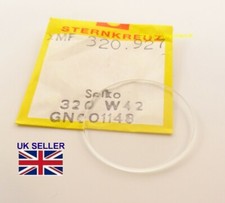 STERNKREUZ
MF 320.927
Seiko
320 W42
GN001148
UK SELLER